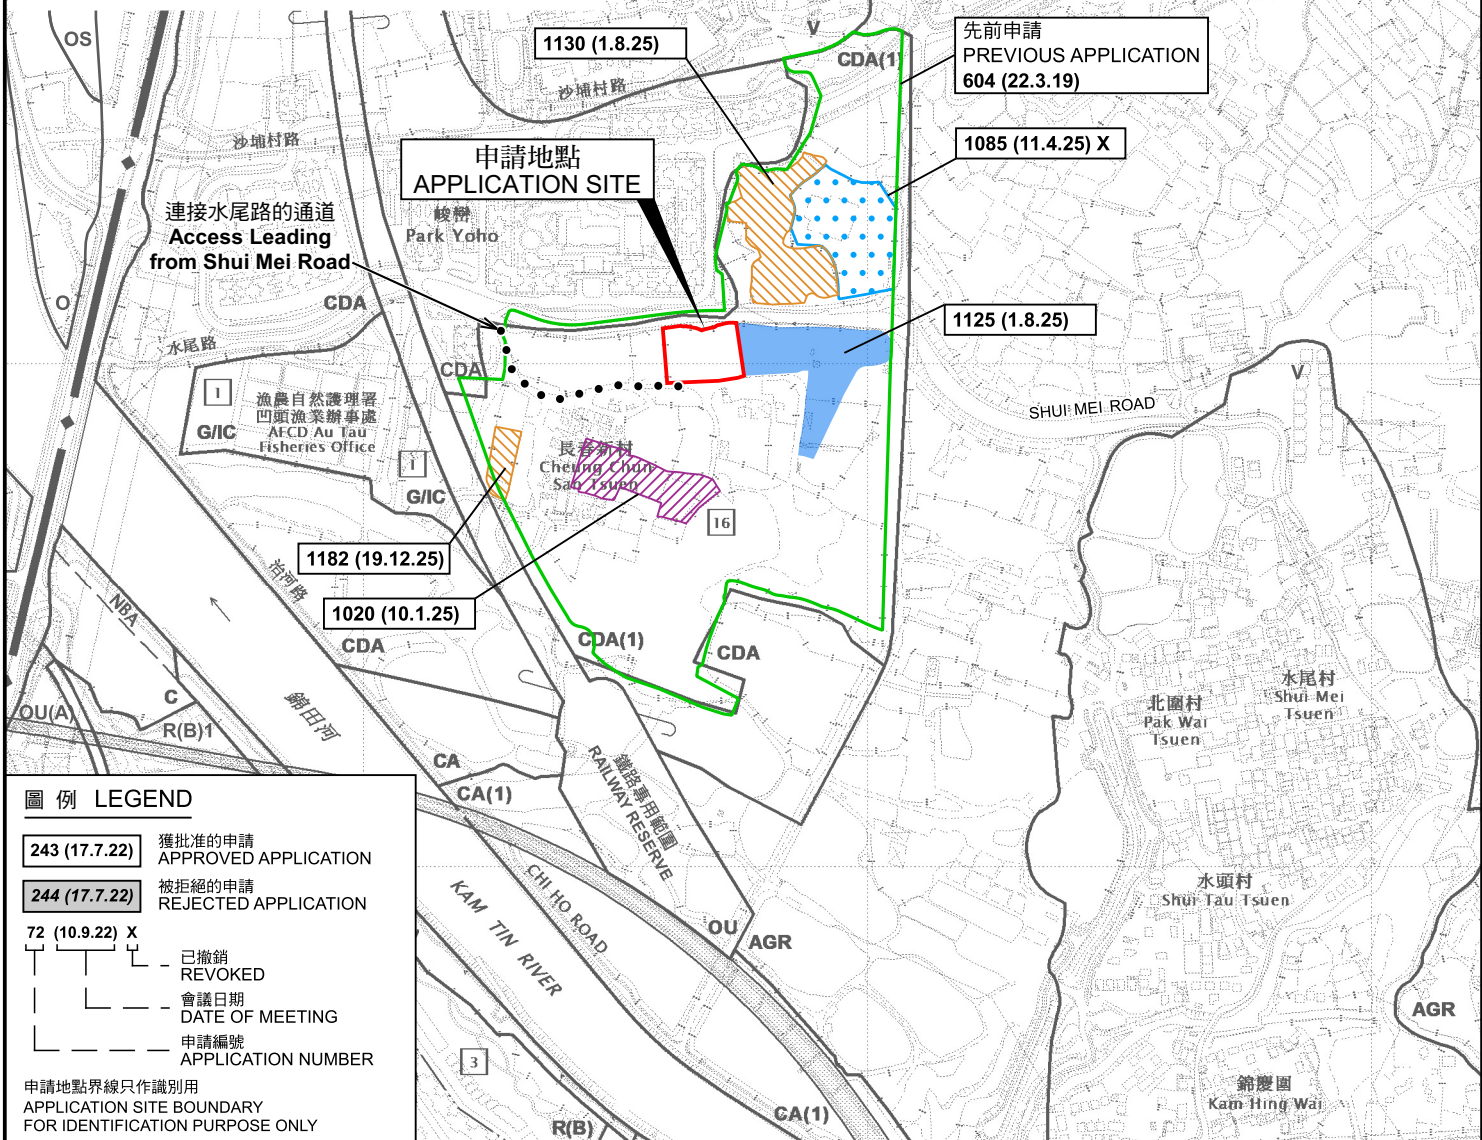 OS
V
CDA(1)
1130 (1.8.25)
先前申請
PREVIOUS APPLICATION
604 (22.3.19)
沙埔村路
沙埔村路
1085 (11.4.25) X
申請地點
APPLICATION SITE
峻巒
Park Yoho
連接水尾路的通道
Access Leading
from Shui Mei Road
O
CDA
1125 (1.8.25)
水尾路
CDA
V
SHUI MEI ROAD
1
漁農自然護理署
凹頭漁業辦事處
AFCD Au Tau
Fisheries Office
G/IC
1
G/IC
長春新村
Cheung Chun
San Tsuen
16
1182 (19.12.25)
1020 (10.1.25)
治河路
NBA
CDA
CDA(1)
CDA
水尾村
Shui Mei
Tsuen
北圍村
Pak Wai
Tsuen
C
OU(A)
R(B)1
錦田河
CA
CA(1)
鐵路專用範圍
RAILWAY RESERVE
圖 例 LEGEND
243 (17.7.22)
獲批准的申請
APPROVED APPLICATION
244 (17.7.22)
被拒絕的申請
REJECTED APPLICATION
72 (10.9.22) X
已撤銷
REVOKED
會議日期
DATE OF MEETING
申請編號
APPLICATION NUMBER
申請地點界線只作識別用
APPLICATION SITE BOUNDARY
FOR IDENTIFICATION PURPOSE ONLY
KAM TIN RIVER
CHI HO ROAD
水頭村
Shui Tau Tsuen
OU
AGR
AGR
3
錦慶圍
Kam Hing Wai
CA(1)
R(B)